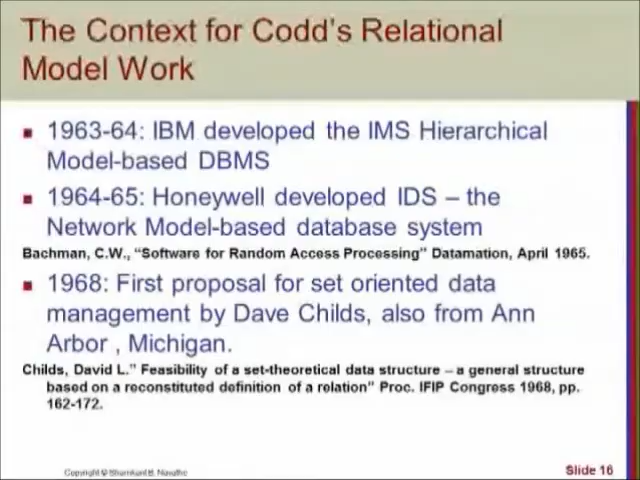 The Context for Codd's Relational
Model Work
1963-64: IBM developed the IMS Hierarchical
Model-based DBMS
1964-65: Honeywell developed IDS – the
Network Model-based database system
Bachman, C.W., "Software for Random Access Processing" Datamation, April 1965.
1968: First proposal for set oriented data
management by Dave Childs, also from Ann
Arbor , Michigan.
Childs, David L." Feasibility of a set-theoretical data structure – a general structure
based on a reconstituted definition of a relation" Proc. IFIP Congress 1968, pp.
162-172.
Copyright © Shamkant B. Navathe
Slide 16